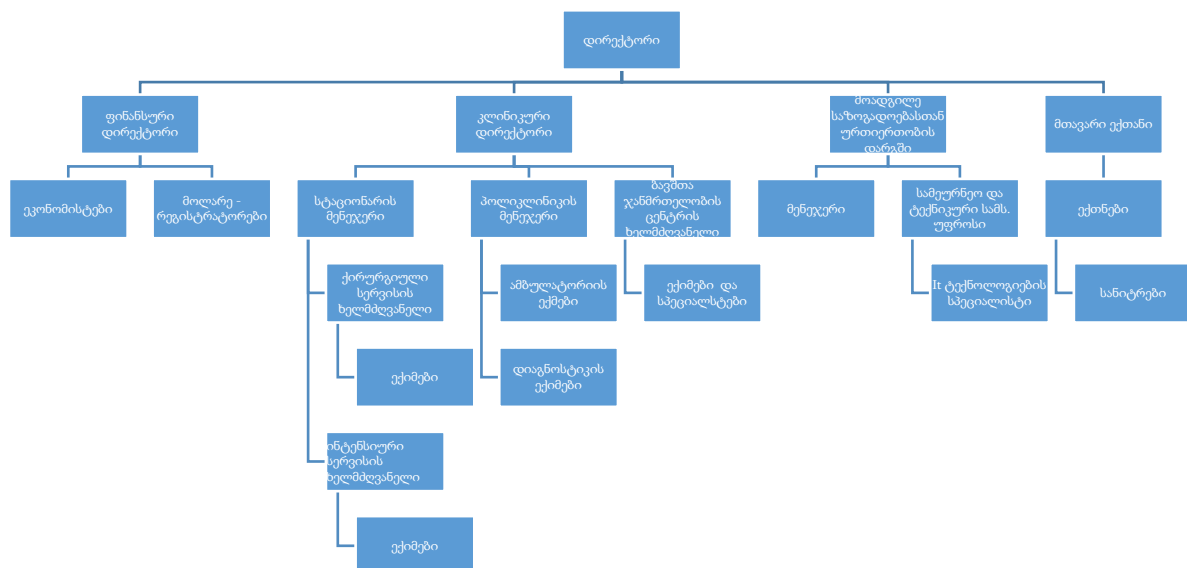 დირექტორი
ფინანსური
დირექტორი
კლინიკური
დირექტორი
მოადგილე
საზოგადოებასთან
ურთიერთობის
დარგში
მთავარი ექთანი
ეკონომისტები
მოლარე -
რეგისტრატორები
სტაციონარის
მენეჯერი
პოლიკლინიკის
მენეჯერი
ბავშთა
ჯანმრთელობის
ცენტრის
ხელმძღვანელი
მენეჯერი
სამეურნეო და
ტექნიკური სამს.
უფროსი
ექთნები
ქირურგიული
სერვისის
ხელმძღვანელი
ამბულატორიის
ექმები
ექიმები და
სპეციალსტები
It ტექნოლოგიების
სპეციალისტი
სანიტრები
ექიმები
დიაგნოსტიკის
ექიმები
ინტენსიური
სერვისის
ხელმძღვანელი
ექიმები